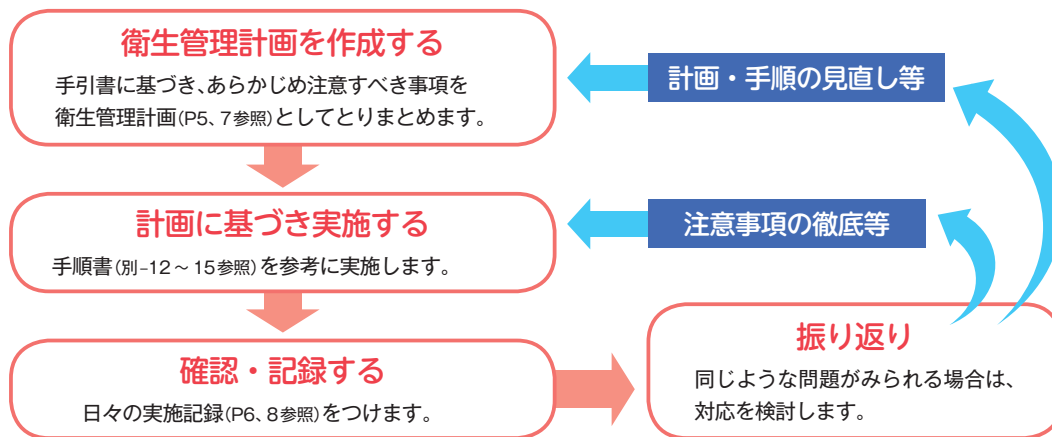 衛生管理計画を作成する
手引書に基づき、あらかじめ注意すべき事項を
衛生管理計画(P5、7参照)としてとりまとめます。
計画・手順の見直し等
計画に基づき実施する
手順書(別-12～15参照)を参考に実施します。
注意事項の徹底等
確認・記録する
日々の実施記録(P6、8参照)をつけます。
振り返り
同じような問題がみられる場合は、
対応を検討します。